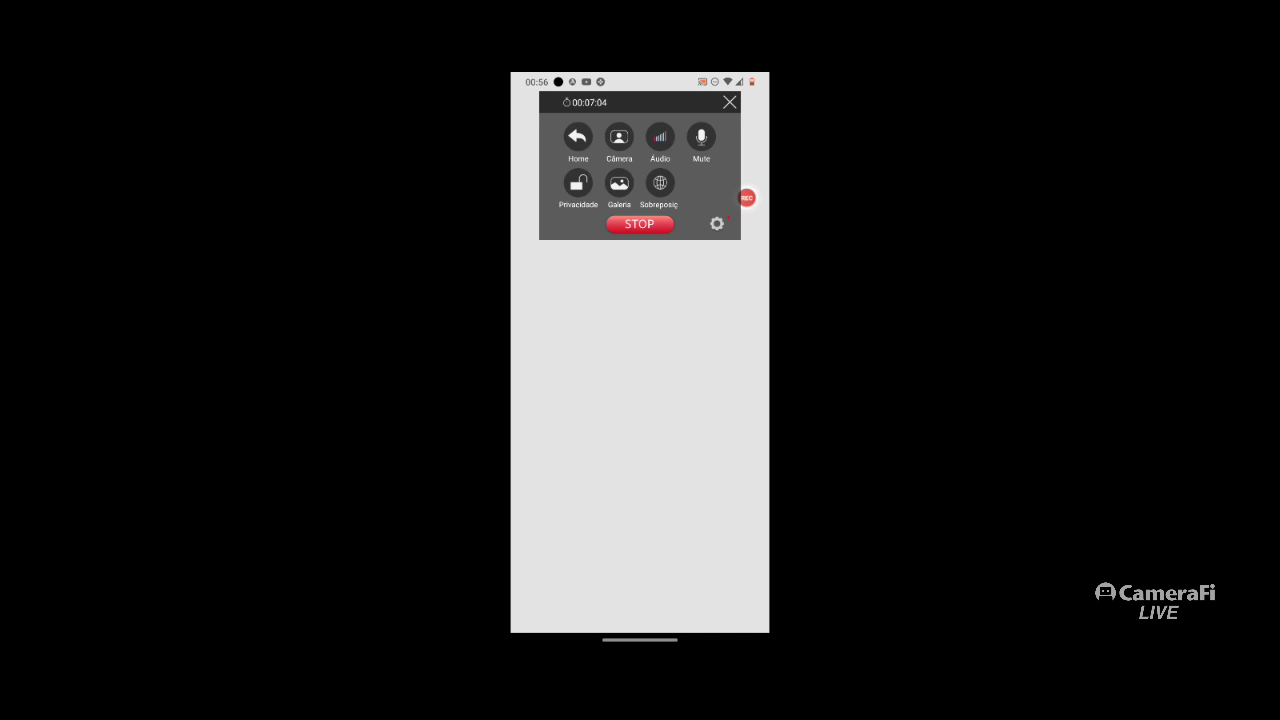 00:56
00:07:04
Home Câmera Áudio Mute
Privacidade Galeria Sobreposiç
REC
STOP
CameraFi
LIVE